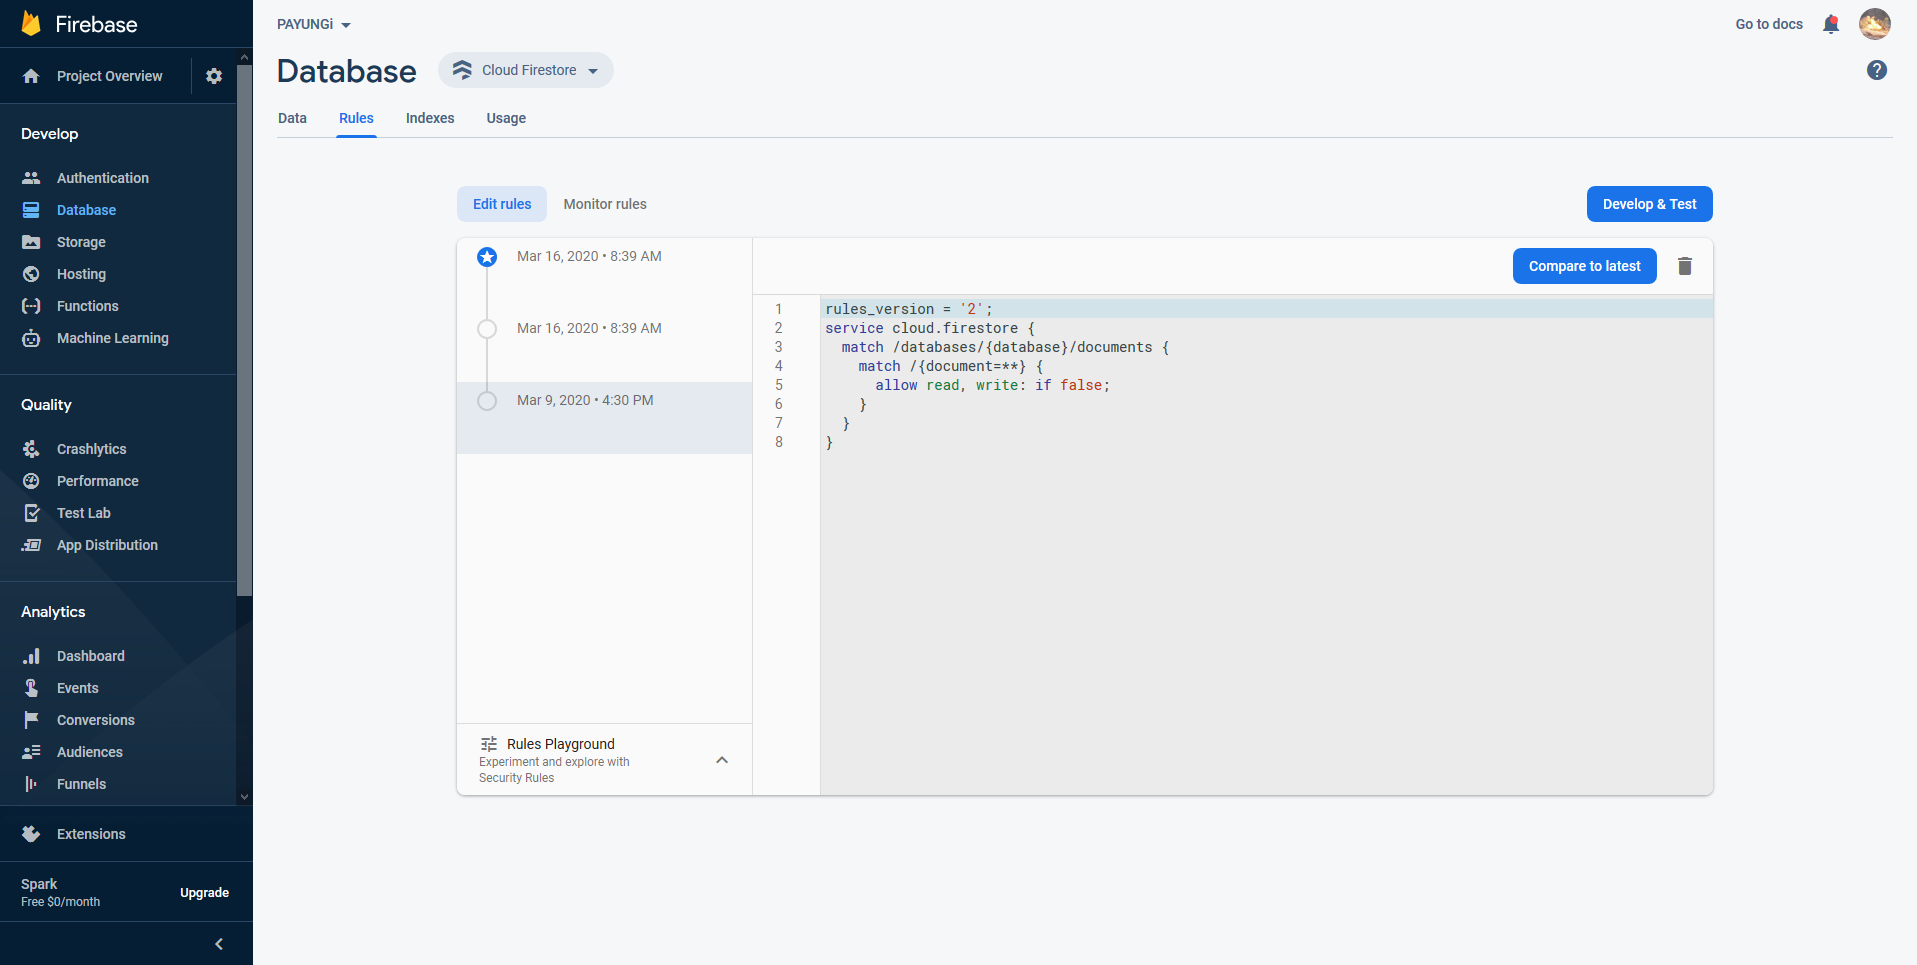 Firebase
Project Overview
Develop
Authentication
Database
Storage
Hosting
Functions
Machine Learning
Quality
Crashlytics
Performance
Test Lab
App Distribution
Analytics
Dashboard
Events
Conversions
Audiences
Funnels
Extensions
Spark
Free $0/month
Upgrade
PAYUNGi
Go to docs
Database
Cloud Firestore
Data Rules Indexes Usage
Edit rules Monitor rules
Develop & Test
Mar 16, 2020 • 8:39 AM
Mar 16, 2020 • 8:39 AM
Mar 9, 2020 • 4:30 PM
Rules Playground
Experiment and explore with
Security Rules
Compare to latest
1 rules_version = '2';
2 service cloud.firestore {
3   match /databases/{database}/documents {
4     match /{document=**} {
5       allow read, write: if false;
6     }
7   }
8 }